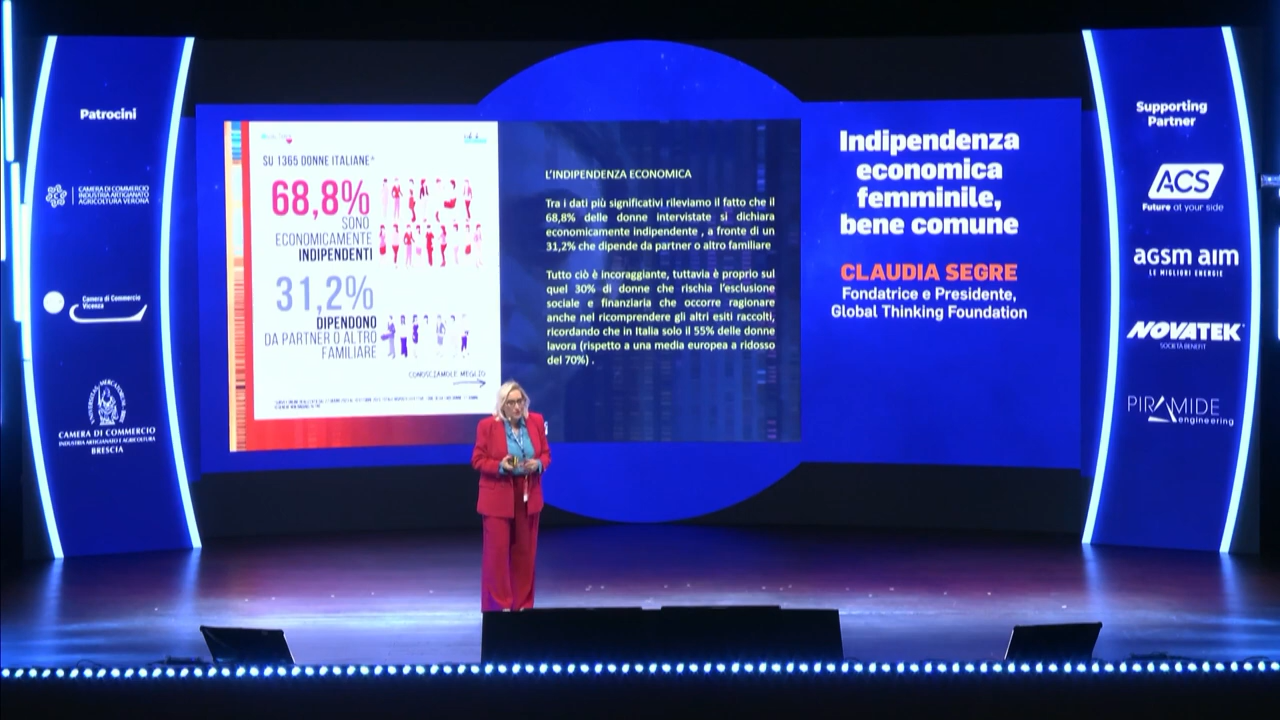 Patrocini
CAMERA DI COMMERCIO
INDUSTRIA ARTIGIANATO
AGRICOLTURA VERONA
Camera di Commercio
Vicenza
CAMERA DI COMMERCIO
INDUSTRIA ARTIGIANATO E AGRICOLTURA
BRESCIA
SU 1365 DONNE ITALIANE*
68,8%
SONO
ECONOMICAMENTE
INDIPENDENTI
31,2%
DIPENDONO
DA PARTNER O ALTRO
FAMILIARE
CONOSCIAMOLE MEGLIO
L'INDIPENDENZA ECONOMICA
Tra i dati più significativi rileviamo il fatto che il
68,8% delle donne intervistate si dichiara
economicamente indipendente , a fronte di un
31,2% che dipende da partner o altro familiare
Tutto ciò è incoraggiante, tuttavia è proprio sul
quel 30% di donne che rischia l'esclusione
sociale e finanziaria che occorre ragionare
anche nel ricomprendere gli altri esiti raccolti,
ricordando che in Italia solo il 55% delle donne
lavora (rispetto a una media europea a ridosso
del 70%) .
Indipendenza
economica
femminile,
bene comune
CLAUDIA SEGRE
Fondatrice e Presidente,
Global Thinking Foundation
Supporting
Partner
ACS
Future at your side
agsm aim
LE MIGLIORI ENERGIE
NOVATEK
SOCIETÀ BENEFIT
PIRAMIDE
engineering